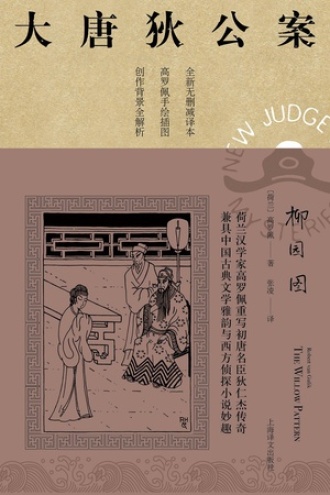 大唐狄公案
全新无删减译本
高罗佩手绘插图
创作背景全解析
NEW JUDGE
MYSTERIES
[荷兰] 高罗佩 著
张凌 译
柳园图
荷兰汉学家高罗佩重写初唐名臣狄仁杰传奇
兼具中国古典文学雅韵与西方侦探小说妙趣
Robert van Gulik
THE WILLOW PATTERN
上海译文出版社